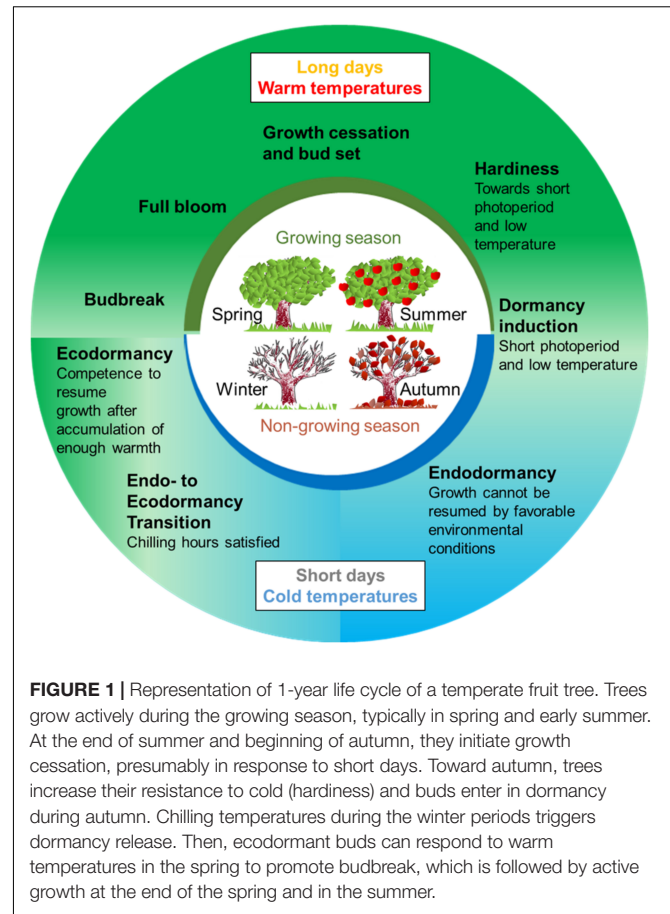 Long days
Warm temperatures
Growth cessation
and bud set
Full bloom
Hardiness
Towards short
photoperiod
and low
temperature
Growing season
Budbreak
Spring
Summer
Dormancy
induction
Short photoperiod
and low temperature
Ecodormancy
Competence to
resume
growth after
accumulation of
enough warmth
Winter
Autumn
Non-growing season
Endo- to
Ecodormancy
Transition
Chilling hours satisfied
Endodormancy
Growth cannot be
resumed by favorable
environmental
conditions
Short days
Cold temperatures
FIGURE 1 | Representation of 1-year life cycle of a temperate fruit tree. Trees
grow actively during the growing season, typically in spring and early summer.
At the end of summer and beginning of autumn, they initiate growth
cessation, presumably in response to short days. Toward autumn, trees
increase their resistance to cold (hardiness) and buds enter in dormancy
during autumn. Chilling temperatures during the winter periods triggers
dormancy release. Then, ecodormant buds can respond to warm
temperatures in the spring to promote budbreak, which is followed by active
growth at the end of the spring and in the summer.